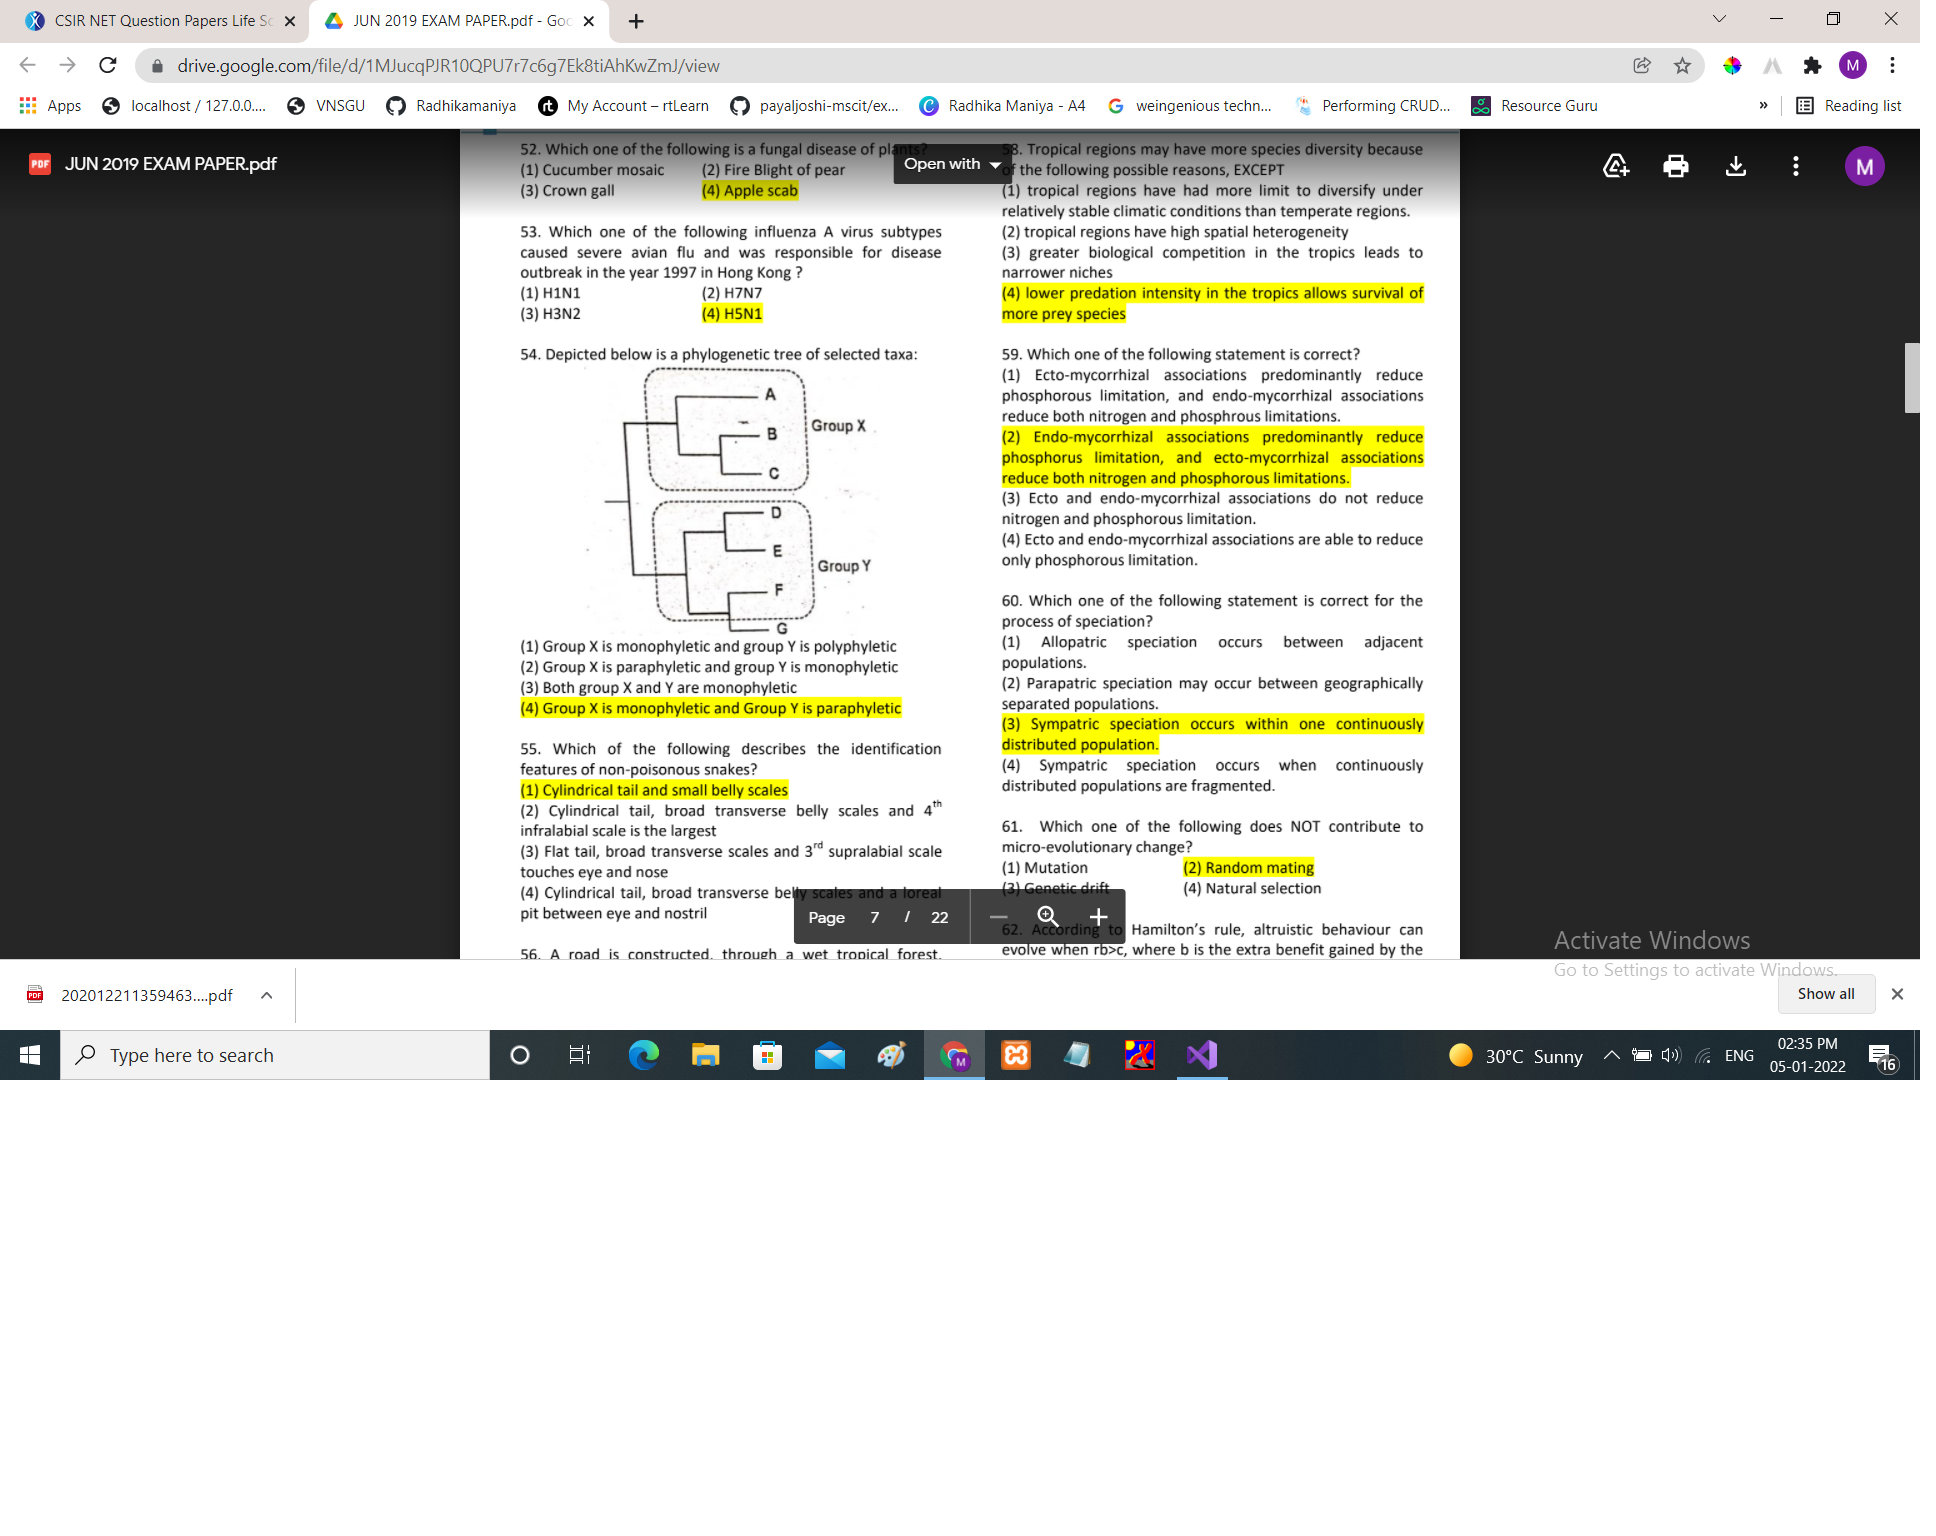 CSIR NET Question Papers Life Sc
JUN 2019 EXAM PAPER.pdf - Goo
drive.google.com/file/d/1MJucqPJR10QPU7r7c6g7Ek8tiAhKwZmJ/view
M
Apps
localhost / 127.0.0....
VNSGU
Radhikamaniya
rt My Account – rtLearn
payaljoshi-mscit/ex...
Radhika Maniya - A4
weingenious techn...
Performing CRUD...
Resource Guru
»
Reading list
PDF JUN 2019 EXAM PAPER.pdf
Open with
M
52. Which one of the following is a fungal disease of plants?
(1) Cucumber mosaic (2) Fire Blight of pear
(3) Crown gall (4) Apple scab
53. Which one of the following influenza A virus subtypes
caused severe avian flu and was responsible for disease
outbreak in the year 1997 in Hong Kong ?
(1) H1N1 (2) H7N7
(3) H3N2 (4) H5N1
54. Depicted below is a phylogenetic tree of selected taxa:
A
Group X
B
C
D
E
Group Y
F
G
(1) Group X is monophyletic and group Y is polyphyletic
(2) Group X is paraphyletic and group Y is monophyletic
(3) Both group X and Y are monophyletic
(4) Group X is monophyletic and Group Y is paraphyletic
55. Which of the following describes the identification
features of non-poisonous snakes?
(1) Cylindrical tail and small belly scales
(2) Cylindrical tail, broad transverse belly scales and 4th
infralabial scale is the largest
(3) Flat tail, broad transverse scales and 3rd supralabial scale
touches eye and nose
(4) Cylindrical tail, broad transverse belly scales and a loreal
pit between eye and nostril
56. A road is constructed, through a wet tropical forest,
58. Tropical regions may have more species diversity because
of the following possible reasons, EXCEPT
(1) tropical regions have had more limit to diversify under
relatively stable climatic conditions than temperate regions.
(2) tropical regions have high spatial heterogeneity
(3) greater biological competition in the tropics leads to
narrower niches
(4) lower predation intensity in the tropics allows survival of
more prey species
59. Which one of the following statement is correct?
(1) Ecto-mycorrhizal associations predominantly reduce
phosphorous limitation, and endo-mycorrhizal associations
reduce both nitrogen and phosphrous limitations.
(2) Endo-mycorrhizal associations predominantly reduce
phosphorus limitation, and ecto-mycorrhizal associations
reduce both nitrogen and phosphorous limitations.
(3) Ecto and endo-mycorrhizal associations do not reduce
nitrogen and phosphorous limitation.
(4) Ecto and endo-mycorrhizal associations are able to reduce
only phosphorous limitation.
60. Which one of the following statement is correct for the
process of speciation?
(1) Allopatric speciation occurs between adjacent
populations.
(2) Parapatric speciation may occur between geographically
separated populations.
(3) Sympatric speciation occurs within one continuously
distributed population.
(4) Sympatric speciation occurs when continuously
distributed populations are fragmented.
61. Which one of the following does NOT contribute to
micro-evolutionary change?
(1) Mutation (2) Random mating
(3) Genetic drift (4) Natural selection
62. According to Hamilton's rule, altruistic behaviour can
evolve when rb>c, where b is the extra benefit gained by the
Page 7 / 22
Activate Windows
Go to Settings to activate Windows.
PDF 202012211359463....pdf
Show all
Type here to search
M
30°C Sunny
ENG
02:35 PM
05-01-2022
16